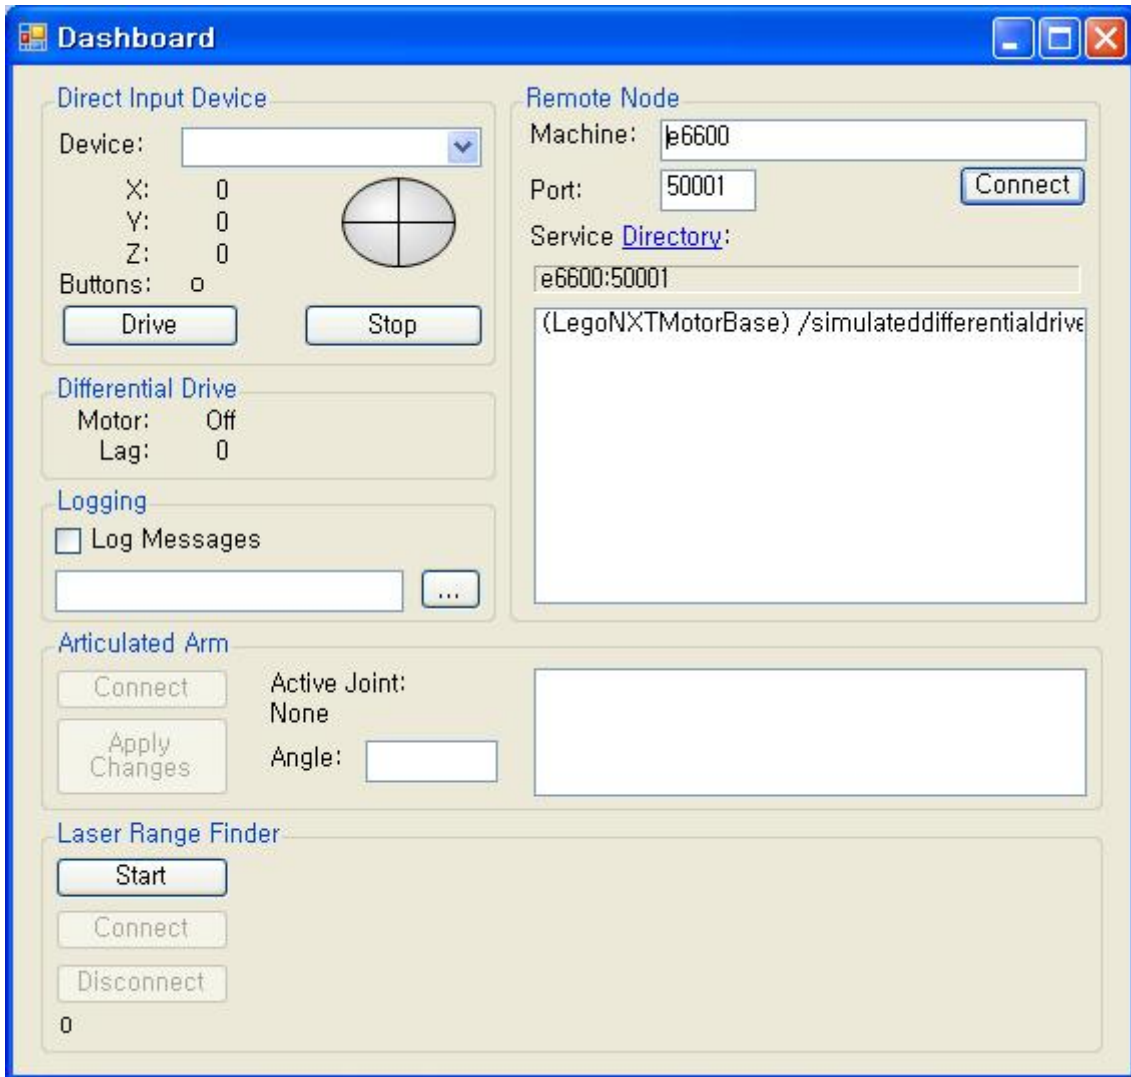 Dashboard
Direct Input Device
Device:
X: 0
Y: 0
Z: 0
Buttons: o
Drive Stop
Differential Drive
Motor: Off
Lag: 0
Logging
Log Messages
...
Remote Node
Machine: e6600
Port: 50001 Connect
Service Directory:
e6600:50001
(LegoNXTMotorBase) /simulateddifferentialdrive
Articulated Arm
Connect
Apply
Changes
Active Joint:
None
Angle:
Laser Range Finder
Start
Connect
Disconnect
0